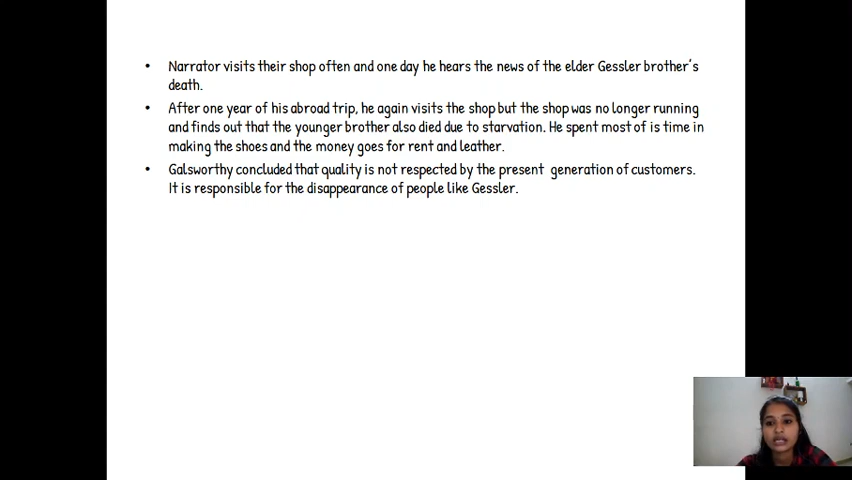 • Narrator visits their shop often and one day he hears the news of the elder Gessler brother's
death.
• After one year of his abroad trip, he again visits the shop but the shop was no longer running
and finds out that the younger brother also died due to starvation. He spent most of is time in
making the shoes and the money goes for rent and leather.
• Galsworthy concluded that quality is not respected by the present generation of customers.
It is responsible for the disappearance of people like Gessler.